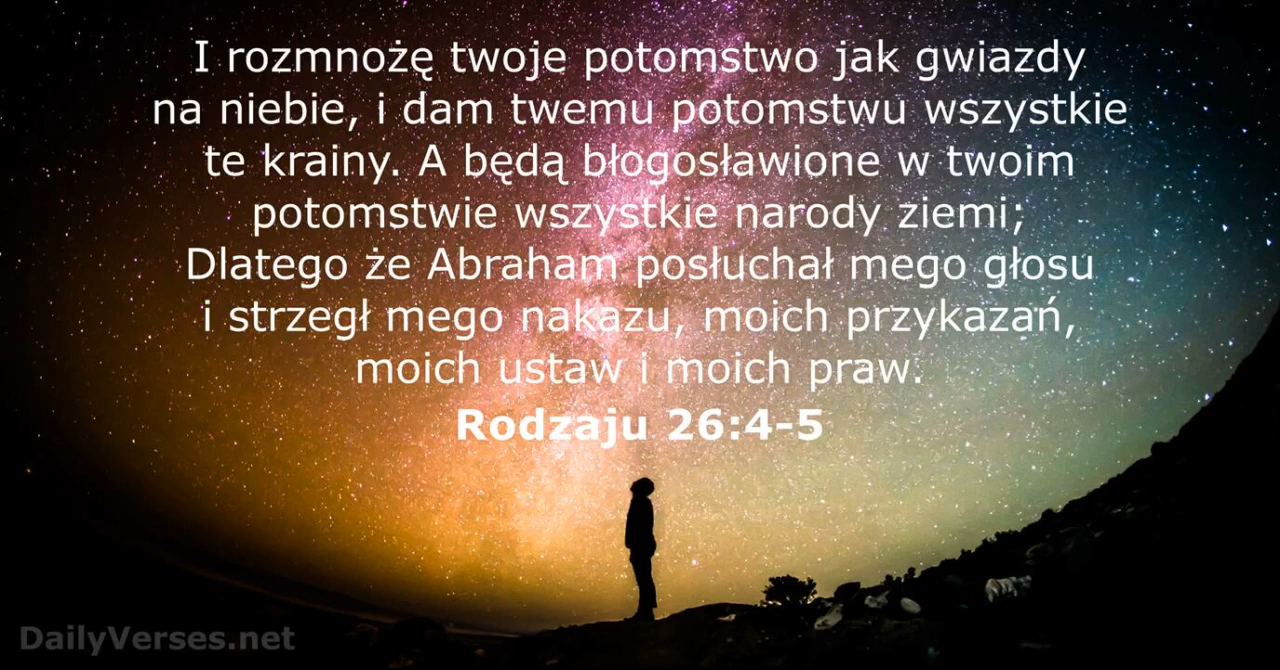 I rozmnożę twoje potomstwo jak gwiazdy
na niebie, i dam twemu potomstwu wszystkie
te krainy. A będą błogosławione w twoim
potomstwie wszystkie narody ziemi;
Dlatego że Abraham posłuchał mego głosu
i strzegł mego nakazu, moich przykazań,
moich ustaw i moich praw.
Rodzaju 26:4-5
DailyVerses.net